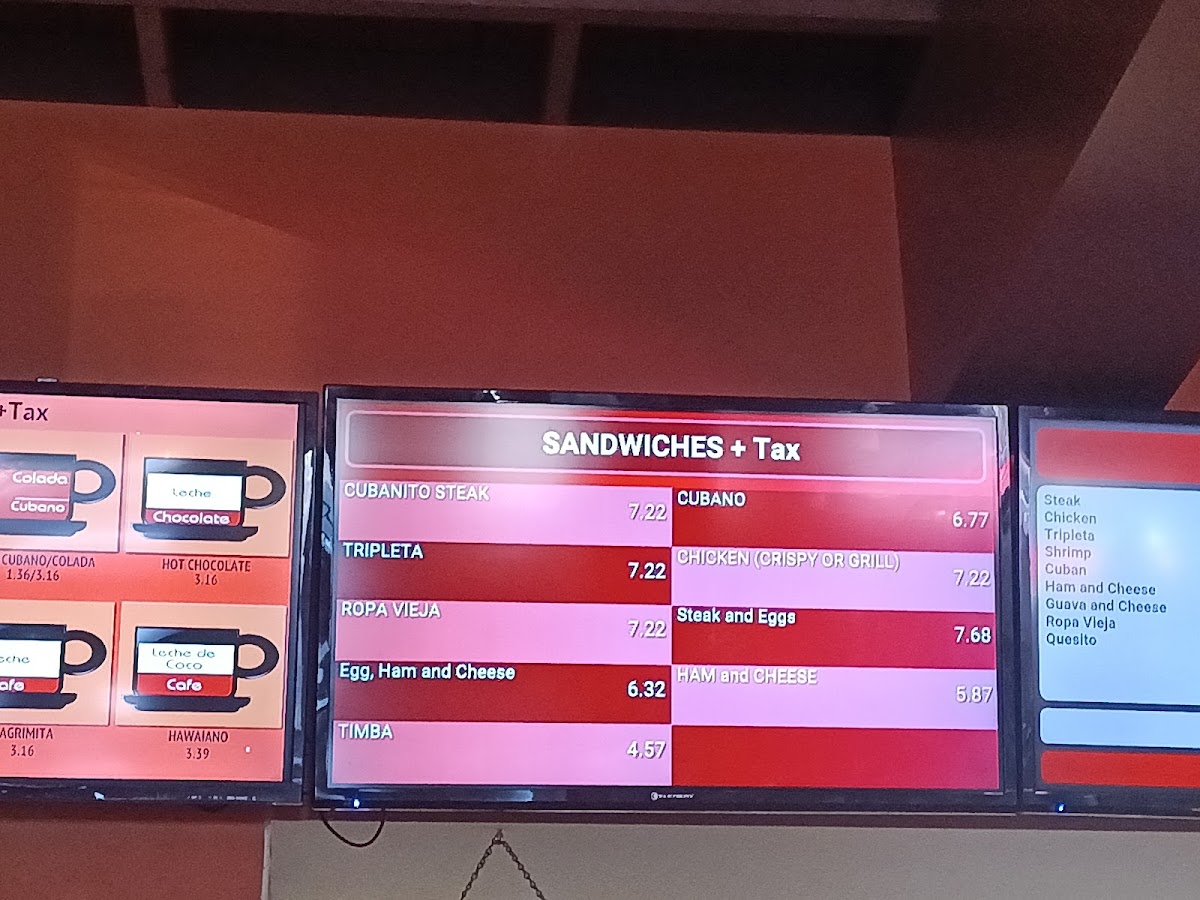 +Tax
Colada
Cubano
CUBANO/COLADA
1.36/3.16
Leche
Chocolate
HOT CHOCOLATE
3.16
AGRIMITA
3.16
Leche de
Coco
Cafe
HAWAIANO
3.39
SANDWICHES + Tax
CUBANITO STEAK
7.22
CUBANO
6.77
TRIPLETA
7.22
CHICKEN (CRISPY OR GRILL)
7.22
ROPA VIEJA
7.22
Steak and Eggs
7.68
Egg, Ham and Cheese
6.32
HAM and CHEESE
5.87
TIMBA
4.57
Steak
Chicken
Tripleta
Shrimp
Cuban
Ham and Cheese
Guava and Cheese
Ropa Vieja
Quesito